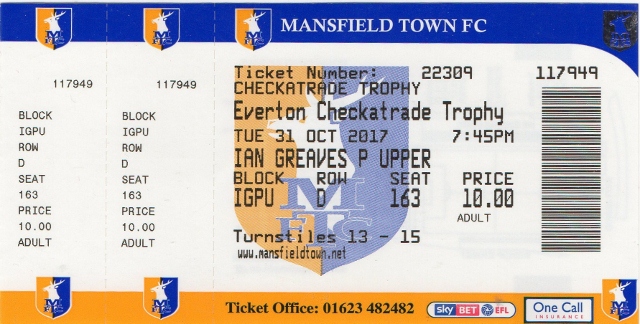 MANSFIELD TOWN FC
117949
BLOCK
IGPU
ROW
D
SEAT
163
PRICE
10.00
ADULT
117949
BLOCK
IGPU
ROW
D
SEAT
163
PRICE
10.00
ADULT
Ticket Number: 22309 117949
CHECKATRADE TROPHY
Everton Checkatrade Trophy
TUE 31 OCT 2017 7:45PM
IAN GREAVES P UPPER
BLOCK ROW SEAT PRICE
IGPU D 163 10.00
ADULT
Turnstiles 13 - 15
www.mansfieldtown.net
Ticket Office: 01623 482482
sky BET EFL
One Call
INSURANCE